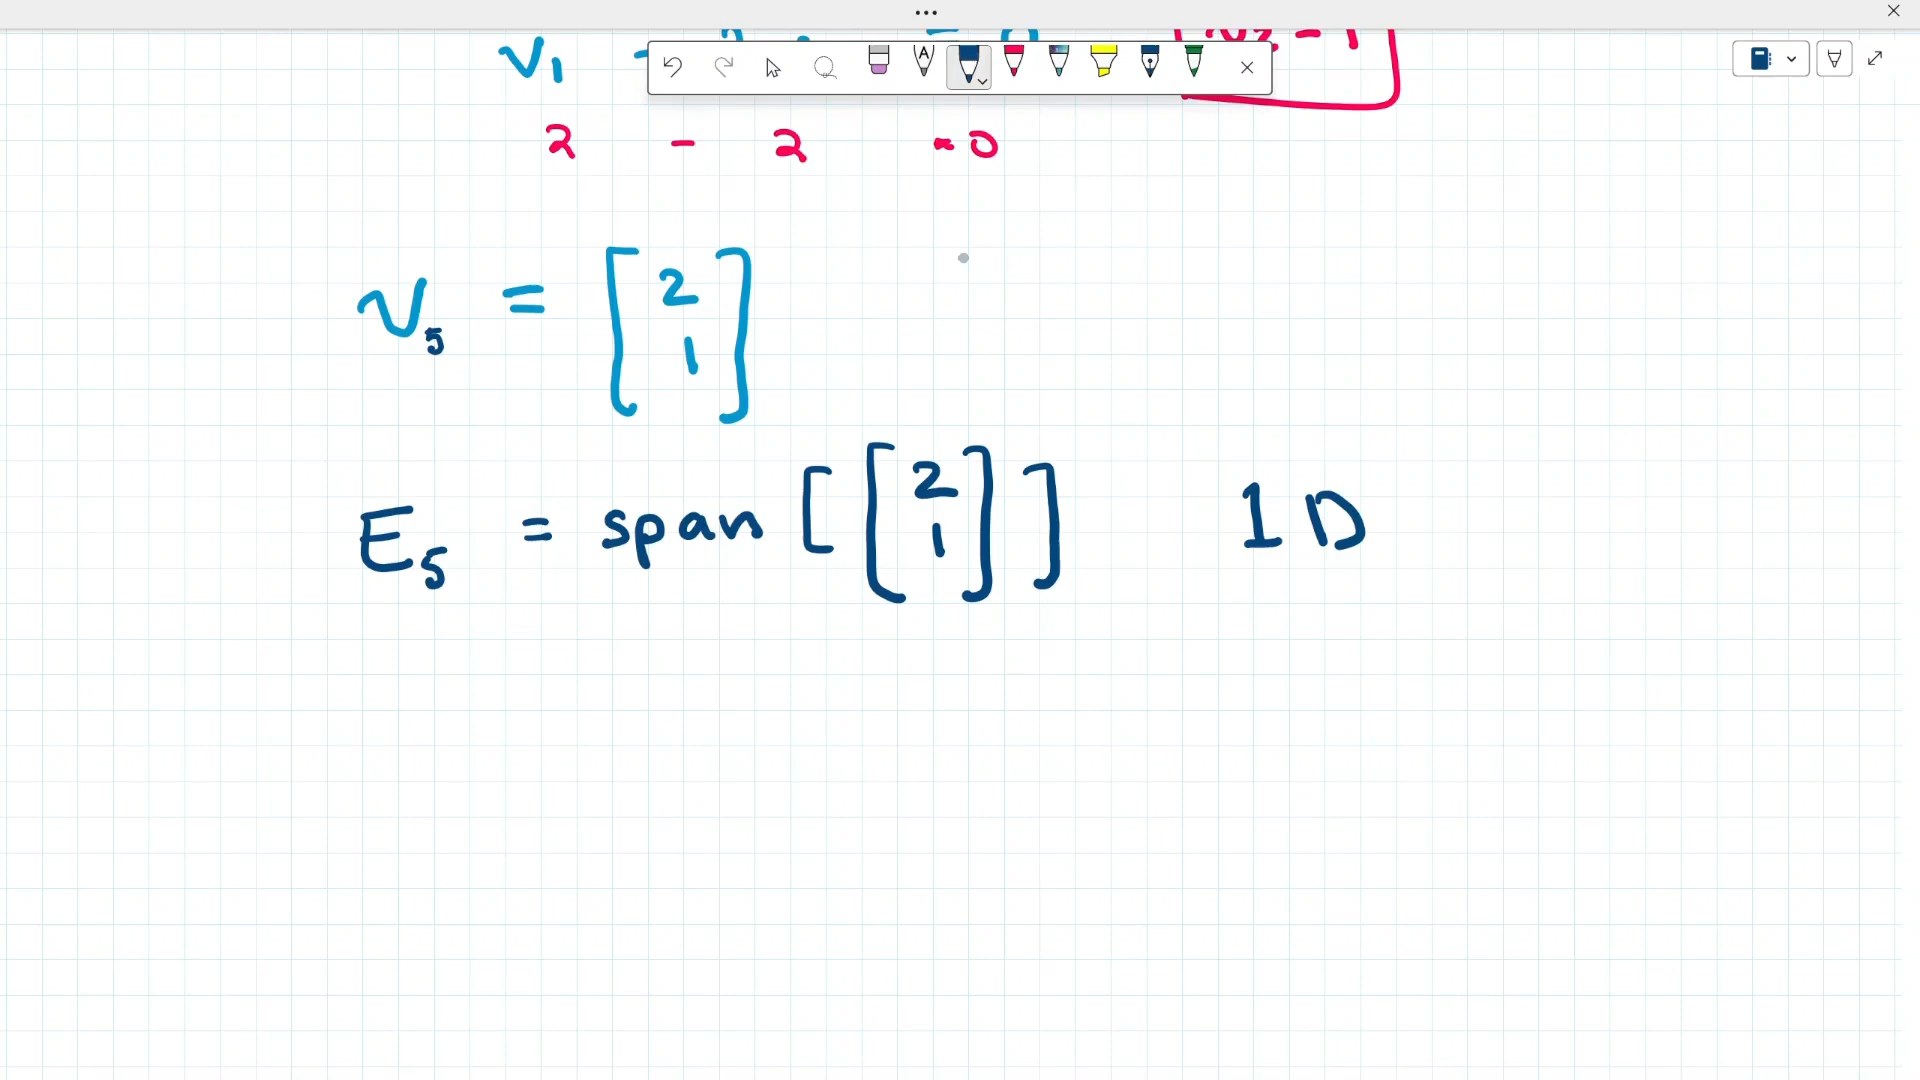 v₁ -
2 - 2 = 0
v₅ = [2 1]
E₅ = span [[2 1]] 1D